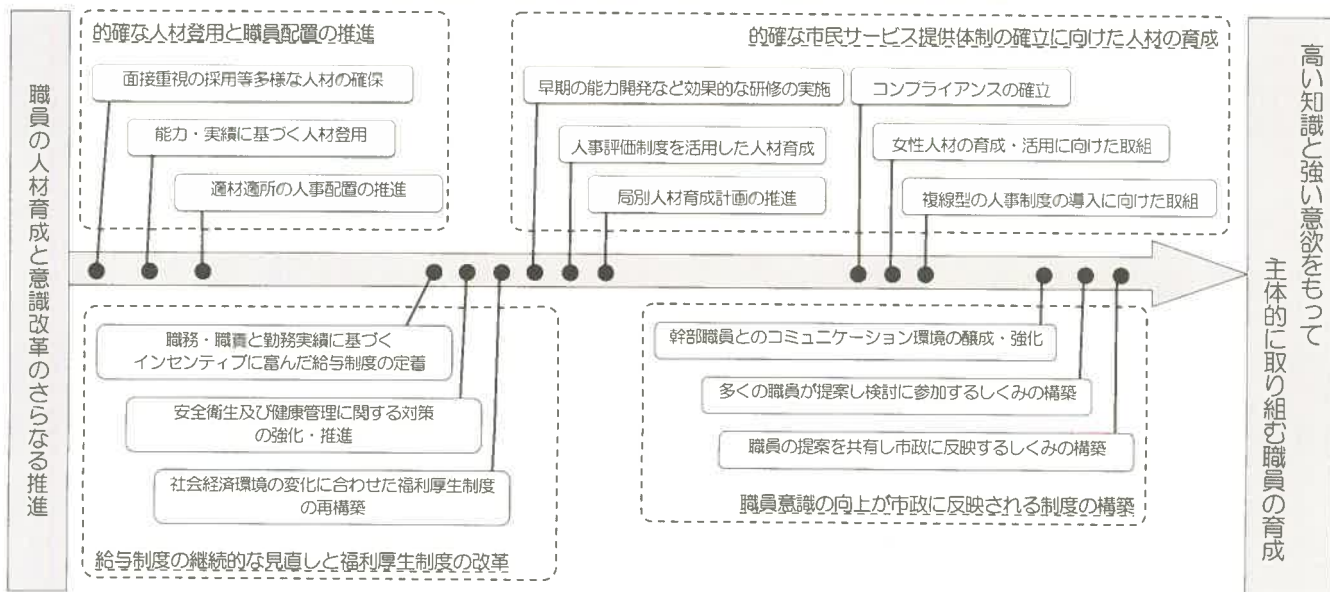 職員の人材育成と意識改革のさらなる推進
的確な人材登用と職員配置の推進
面接重視の採用等多様な人材の確保
能力・実績に基づく人材登用
適材適所の人事配置の推進
的確な市民サービス提供体制の確立に向けた人材の育成
早期の能力開発など効果的な研修の実施
人事評価制度を活用した人材育成
局別人材育成計画の推進
コンプライアンスの確立
女性人材の育成・活用に向けた取組
複線型の人事制度の導入に向けた取組
職務・職責と勤務実績に基づく
インセンティブに富んだ給与制度の定着
安全衛生及び健康管理に関する対策
の強化・推進
社会経済環境の変化に合わせた福利厚生制度
の再構築
給与制度の継続的な見直しと福利厚生制度の改革
幹部職員とのコミュニケーション環境の醸成・強化
多くの職員が提案し検討に参加するしくみの構築
職員の提案を共有し市政に反映するしくみの構築
職員意識の向上が市政に反映される制度の構築
高い知識と強い意欲をもって
主体的に取り組む職員の育成